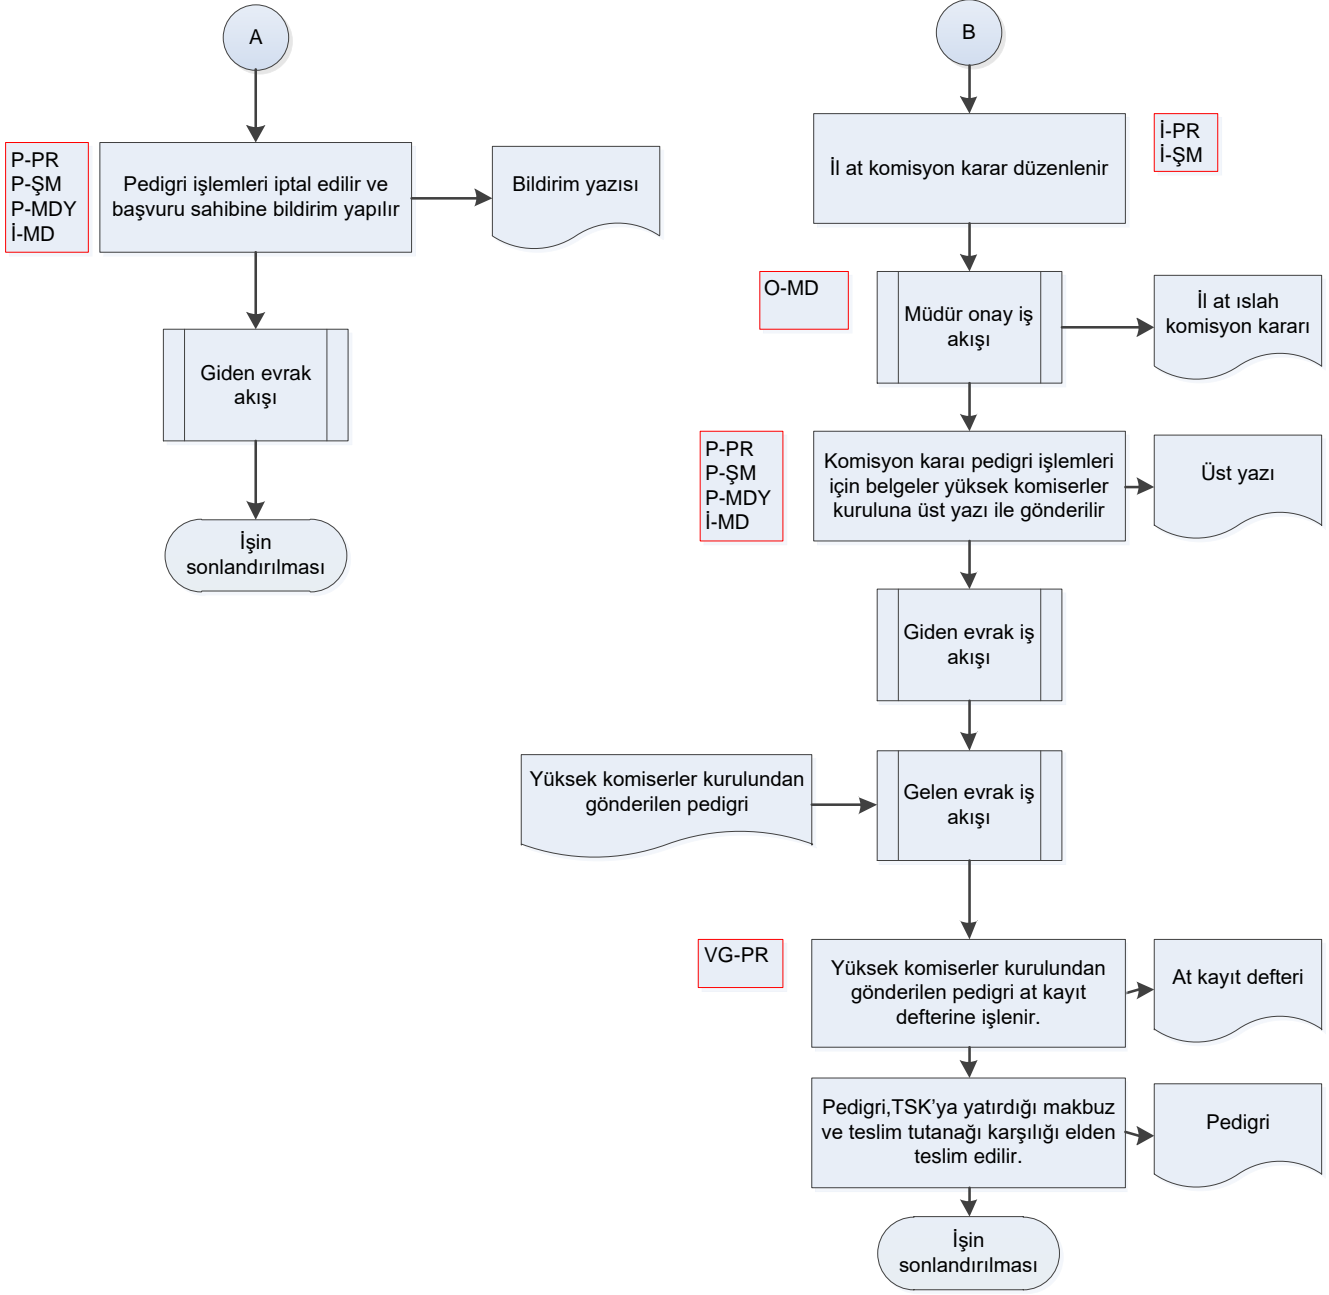 A
P-PR
P-ŞM
P-MDY
İ-MD
Pedigri işlemleri iptal edilir ve
başvuru sahibine bildirim yapılır
Bildirim yazısı
Giden evrak
akışı
İşin
sonlandırılması
B
İl at komisyon karar düzenlenir
İ-PR
İ-ŞM
O-MD
Müdür onay iş
akışı
İl at ıslah
komisyon kararı
P-PR
P-ŞM
P-MDY
İ-MD
Komisyon karaı pedigri işlemleri
için belgeler yüksek komiserler
kuruluna üst yazı ile gönderilir
Üst yazı
Giden evrak iş
akışı
Yüksek komiserler kurulundan
gönderilen pedigri
Gelen evrak iş
akışı
VG-PR
Yüksek komiserler kurulundan
gönderilen pedigri at kayıt
defterine işlenir.
At kayıt defteri
Pedigri,TSK’ya yatırdığı makbuz
ve teslim tutanağı karşılığı elden
teslim edilir.
Pedigri
İşin
sonlandırılması